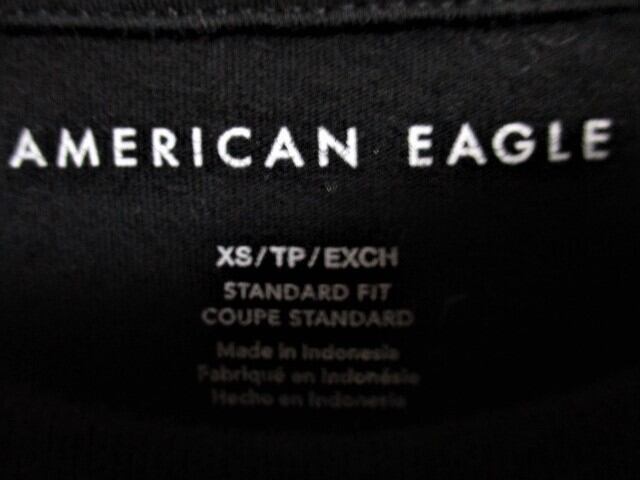 AMERICAN EAGLE
XS/TP/EXCH
STANDARD FIT
COUPE STANDARD
Made in Indonesia
Fabriqué en Indonésie
Hecho en Indonesia